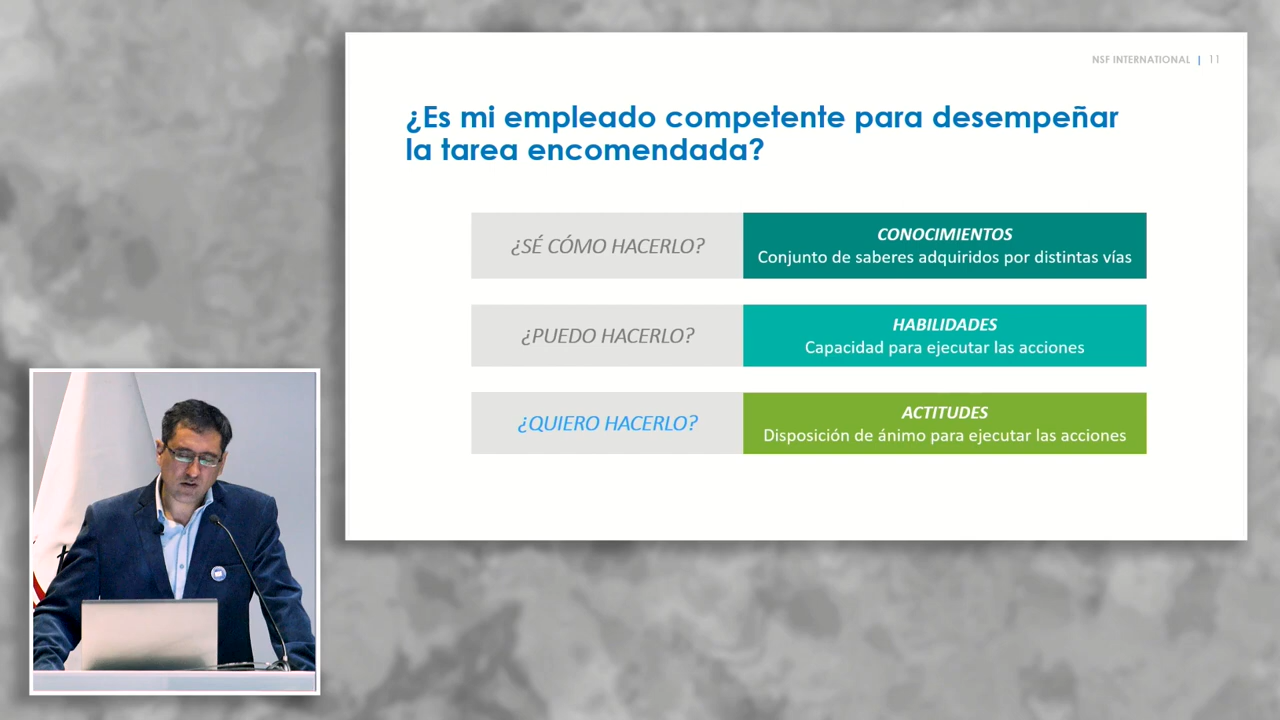 NSF INTERNATIONAL | 11
¿Es mi empleado competente para desempeñar
la tarea encomendada?
¿SÉ CÓMO HACERLO?
CONOCIMIENTOS
Conjunto de saberes adquiridos por distintas vías
¿PUEDO HACERLO?
HABILIDADES
Capacidad para ejecutar las acciones
¿QUIERO HACERLO?
ACTITUDES
Disposición de ánimo para ejecutar las acciones